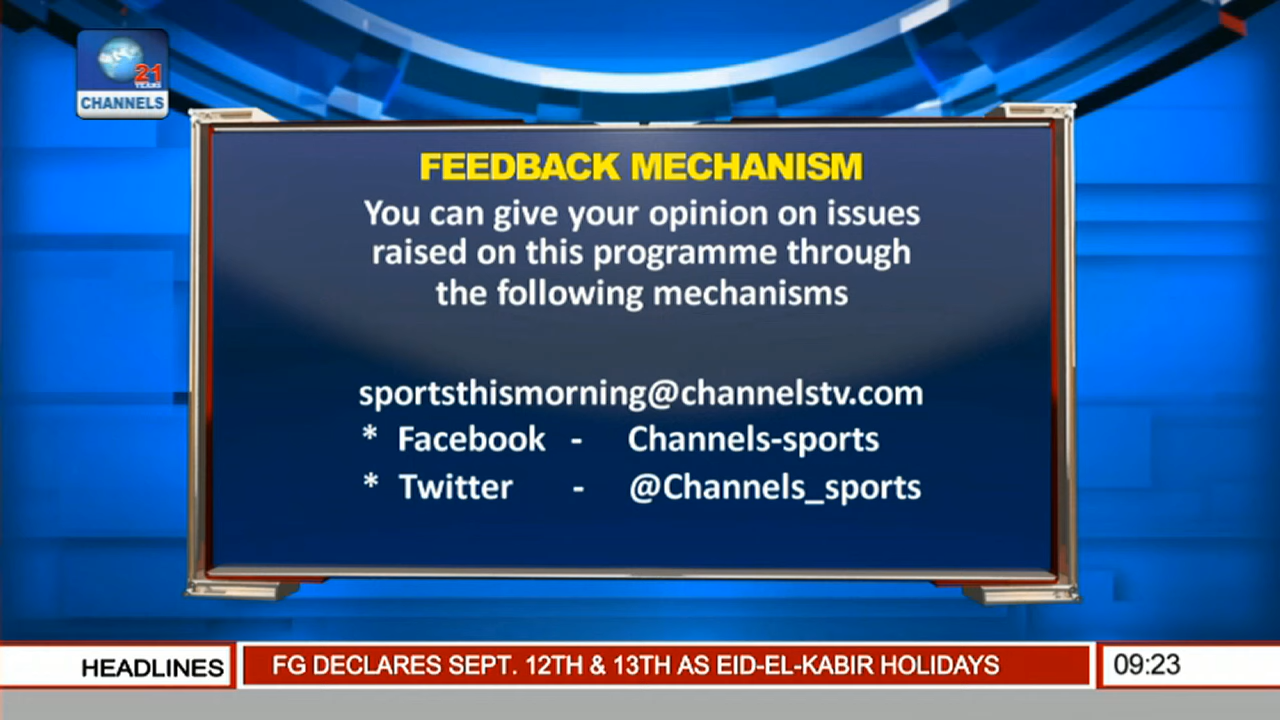 21
YEARS
CHANNELS
FEEDBACK MECHANISM
You can give your opinion on issues
raised on this programme through
the following mechanisms
sportsthismorning@channelstv.com
* Facebook - Channels-sports
* Twitter - @Channels_sports
HEADLINES
FG DECLARES SEPT. 12TH & 13TH AS EID-EL-KABIR HOLIDAYS
09:23